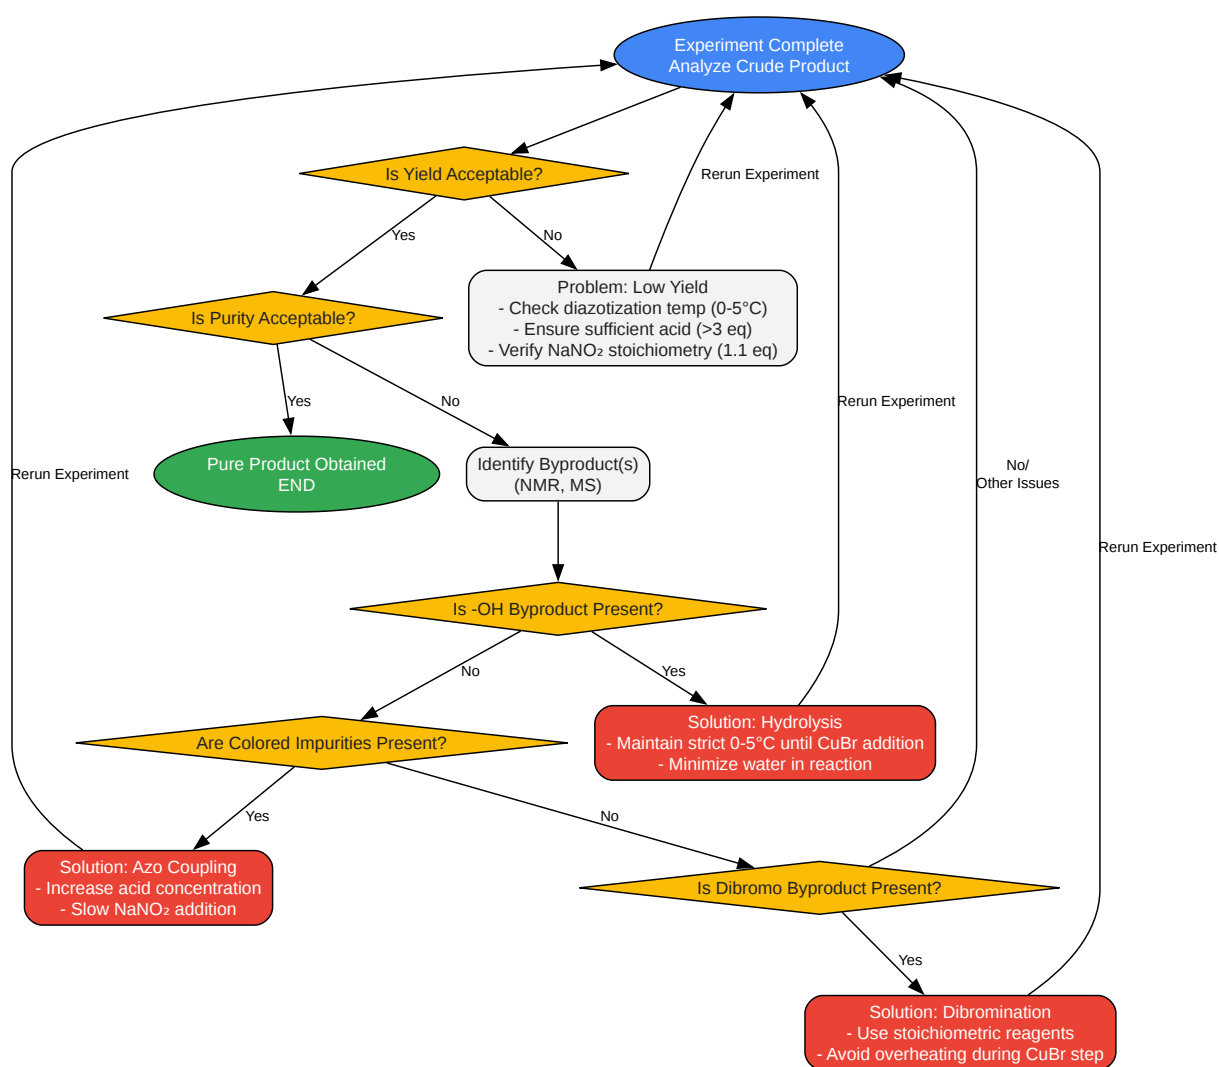 Experiment Complete
Analyze Crude Product
Is Yield Acceptable?
Rerun Experiment
Yes
No
Problem: Low Yield
- Check diazotization temp (0-5°C)
- Ensure sufficient acid (>3 eq)
- Verify NaNO₂ stoichiometry (1.1 eq)
Is Purity Acceptable?
Yes
No
Rerun Experiment
Pure Product Obtained
END
Identify Byproduct(s)
(NMR, MS)
Rerun Experiment
No/
Other Issues
Rerun Experiment
Is -OH Byproduct Present?
No
Yes
Solution: Hydrolysis
- Maintain strict 0-5°C until CuBr addition
- Minimize water in reaction
Are Colored Impurities Present?
Yes
No
Solution: Azo Coupling
- Increase acid concentration
- Slow NaNO₂ addition
Is Dibromo Byproduct Present?
Yes
Solution: Dibromination
- Use stoichiometric reagents
- Avoid overheating during CuBr step